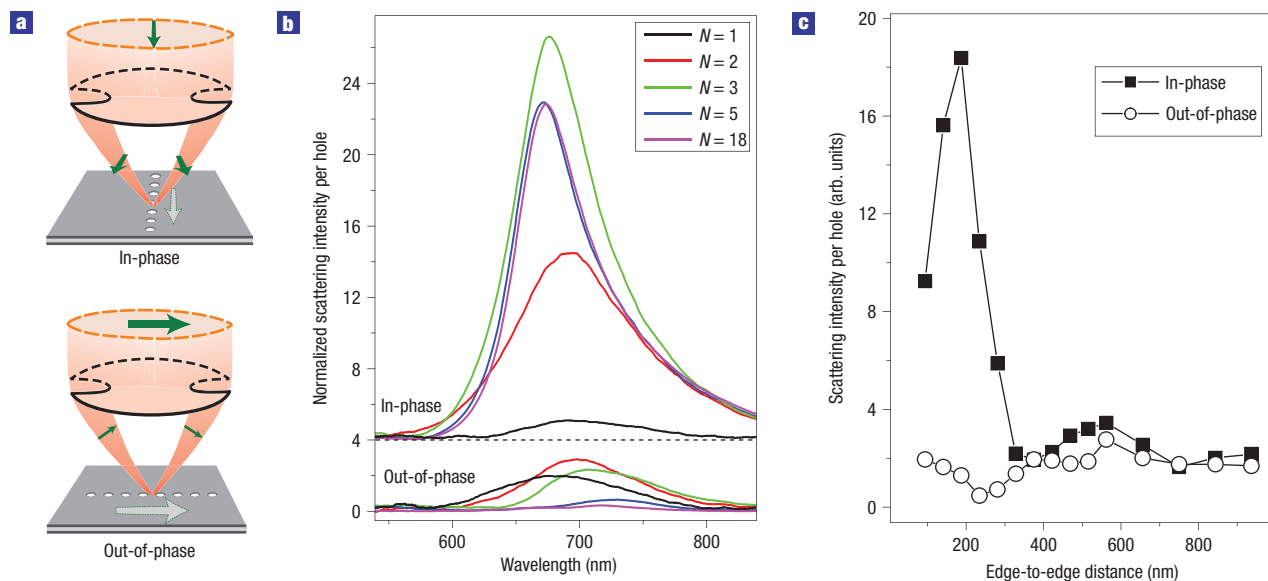 a
In-phase
Out-of-phase
b
Normalized scattering intensity per hole
24
20
16
12
8
4
0
N = 1
N = 2
N = 3
N = 5
N = 18
In-phase
Out-of-phase
600
700
800
Wavelength (nm)
c
Scattering intensity per hole (arb. units)
20
16
12
8
4
0
In-phase
Out-of-phase
200
400
600
800
Edge-to-edge distance (nm)